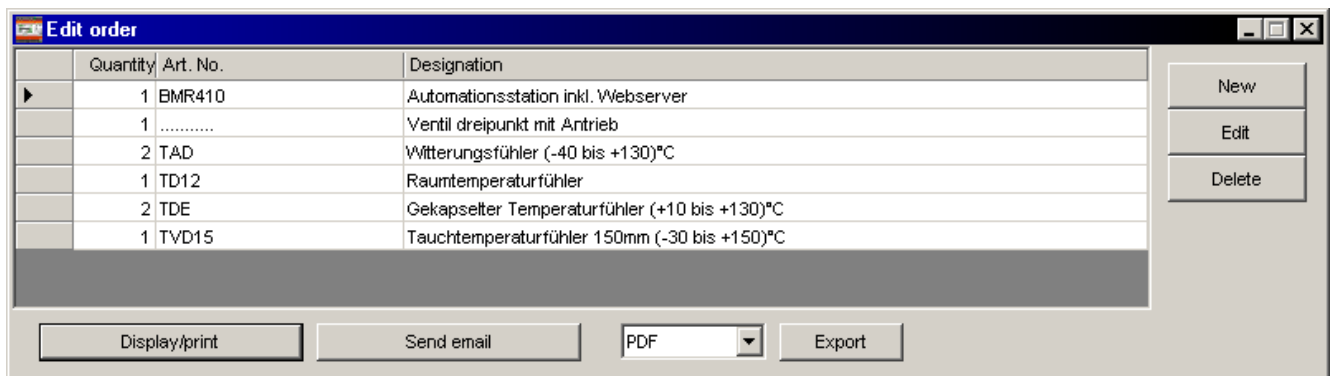 Edit order
Quantity Art. No. Designation
1 BMR410 Automationsstation inkl. Webserver
1 ........... Ventil dreipunkt mit Antrieb
2 TAD Witterungsfühler (-40 bis +130)°C
1 TD12 Raumtemperaturfühler
2 TDE Gekapselter Temperaturfühler (+10 bis +130)°C
1 TVD15 Tauchtemperaturfühler 150mm (-30 bis +150)°C
New
Edit
Delete
Display/print Send email PDF Export